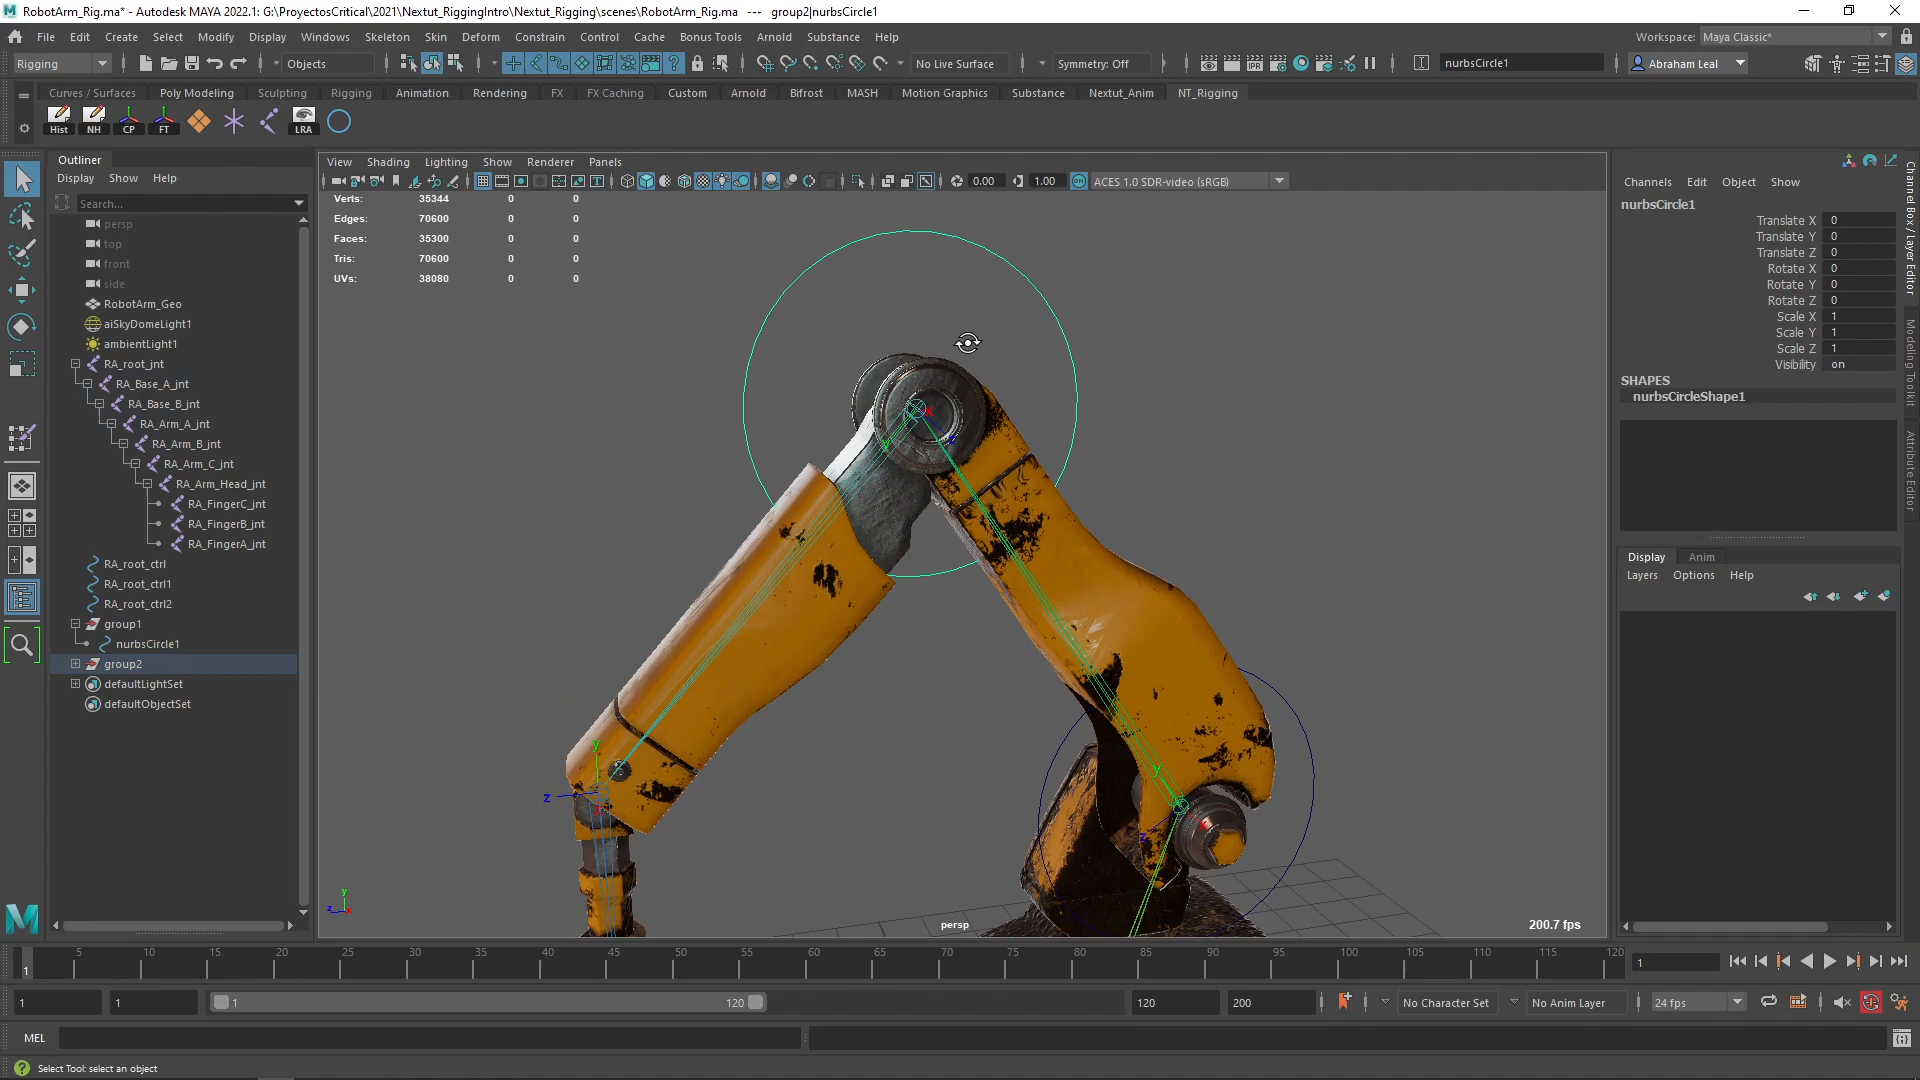 RobotArm_Rig.ma* - Autodesk MAYA 2022.1: G:\ProyectosCritical\2021\Nextut_RiggingIntro\Nextut_Rigging\scenes\RobotArm_Rig.ma   ---   group2|nurbsCircle1
File Edit Create Select Modify Display Windows Skeleton Skin Deform Constrain Control Cache Bonus Tools Arnold Substance Help Workspace: Maya Classic*
Rigging Objects No Live Surface Symmetry: Off nurbsCircle1 Abraham Leal
Curves / Surfaces Poly Modeling Sculpting Rigging Animation Rendering FX FX Caching Custom Arnold Bifrost MASH Motion Graphics Substance Nextut_Anim NT_Rigging
Hist NH CP FT LRA
Outliner
Display Show Help
Search...
persp
top
front
side
RobotArm_Geo
aiSkyDomeLight1
ambientLight1
RA_root_jnt
RA_Base_A_jnt
RA_Base_B_jnt
RA_Arm_A_jnt
RA_Arm_B_jnt
RA_Arm_C_jnt
RA_Arm_Head_jnt
RA_FingerC_jnt
RA_FingerB_jnt
RA_FingerA_jnt
RA_root_ctrl
RA_root_ctrl1
RA_root_ctrl2
group1
nurbsCircle1
group2
defaultLightSet
defaultObjectSet
View Shading Lighting Show Renderer Panels
0.00 1.00 ACES 1.0 SDR-video (sRGB)
Verts: 35344 0 0
Edges: 70600 0 0
Faces: 35300 0 0
Tris: 70600 0 0
UVs: 38080 0 0
persp
200.7 fps
Channels Edit Object Show
nurbsCircle1
Translate X 0
Translate Y 0
Translate Z 0
Rotate X 0
Rotate Y 0
Rotate Z 0
Scale X 1
Scale Y 1
Scale Z 1
Visibility on
SHAPES
nurbsCircleShape1
Display Anim
Layers Options Help
Channel Box / Layer Editor
Modeling Toolkit
Attribute Editor
1 5 10 15 20 25 30 35 40 45 50 55 60 65 70 75 80 85 90 95 100 105 110 115 120 1
1 1 1 120 120 200 No Character Set No Anim Layer 24 fps
MEL
Select Tool: select an object